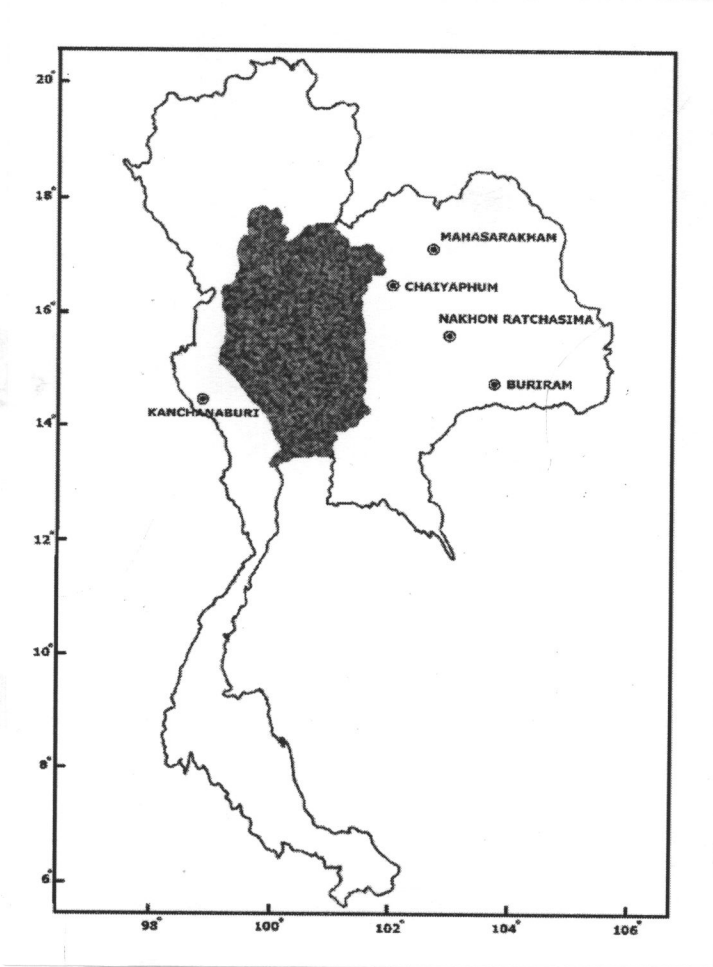 20°
18°
MAHASARAKHAM
CHAIYAPHUM
16°
NAKHON RATCHASIMA
BURIRAM
KANCHANABURI
14°
12°
10°
8°
6°
98° 100° 102° 104° 106°